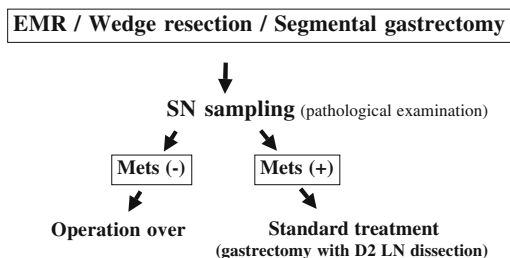 EMR / Wedge resection / Segmental gastrectomy
SN sampling (pathological examination)
Mets (-) Mets (+)
Operation over Standard treatment
(gastrectomy with D2 LN dissection)